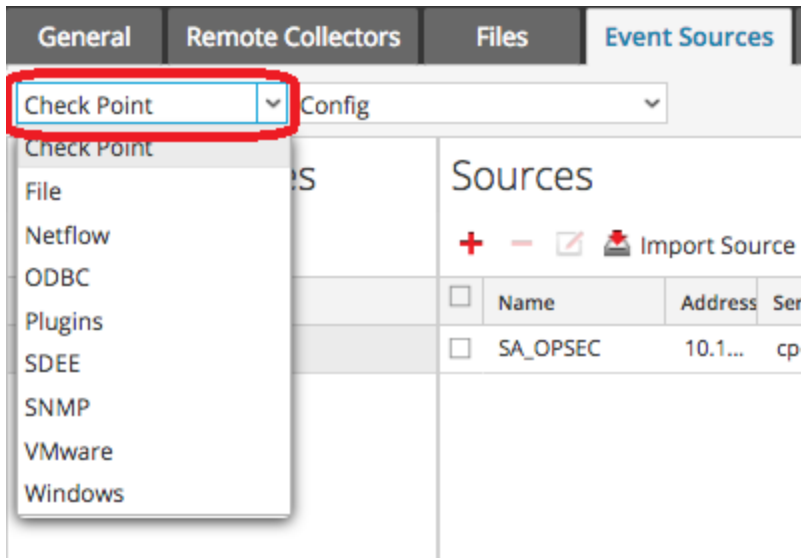 General Remote Collectors Files Event Sources
Check Point Config
Check Point
File
Netflow
ODBC
Plugins
SDEE
SNMP
VMware
Windows
Sources
Import Source
Name Address
SA_OPSEC 10.1...